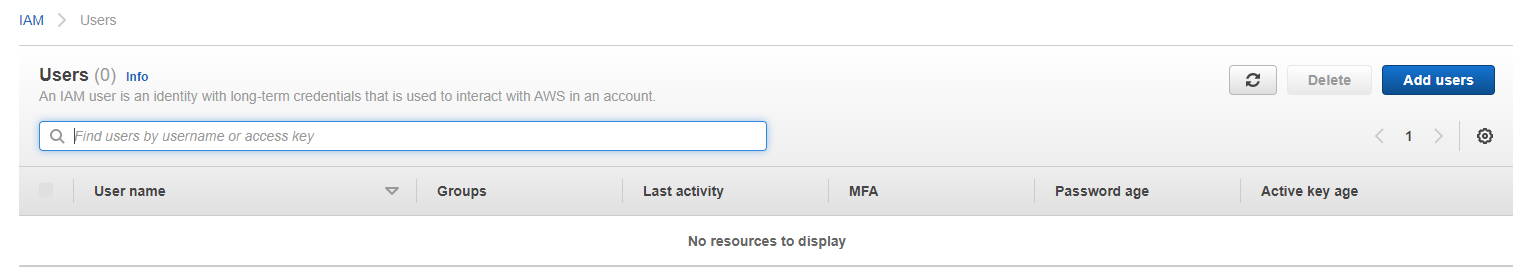 IAM Users
Users (0) Info
An IAM user is an identity with long-term credentials that is used to interact with AWS in an account.
Delete
Add users
Find users by username or access key
1
User name Groups Last activity MFA Password age Active key age
No resources to display